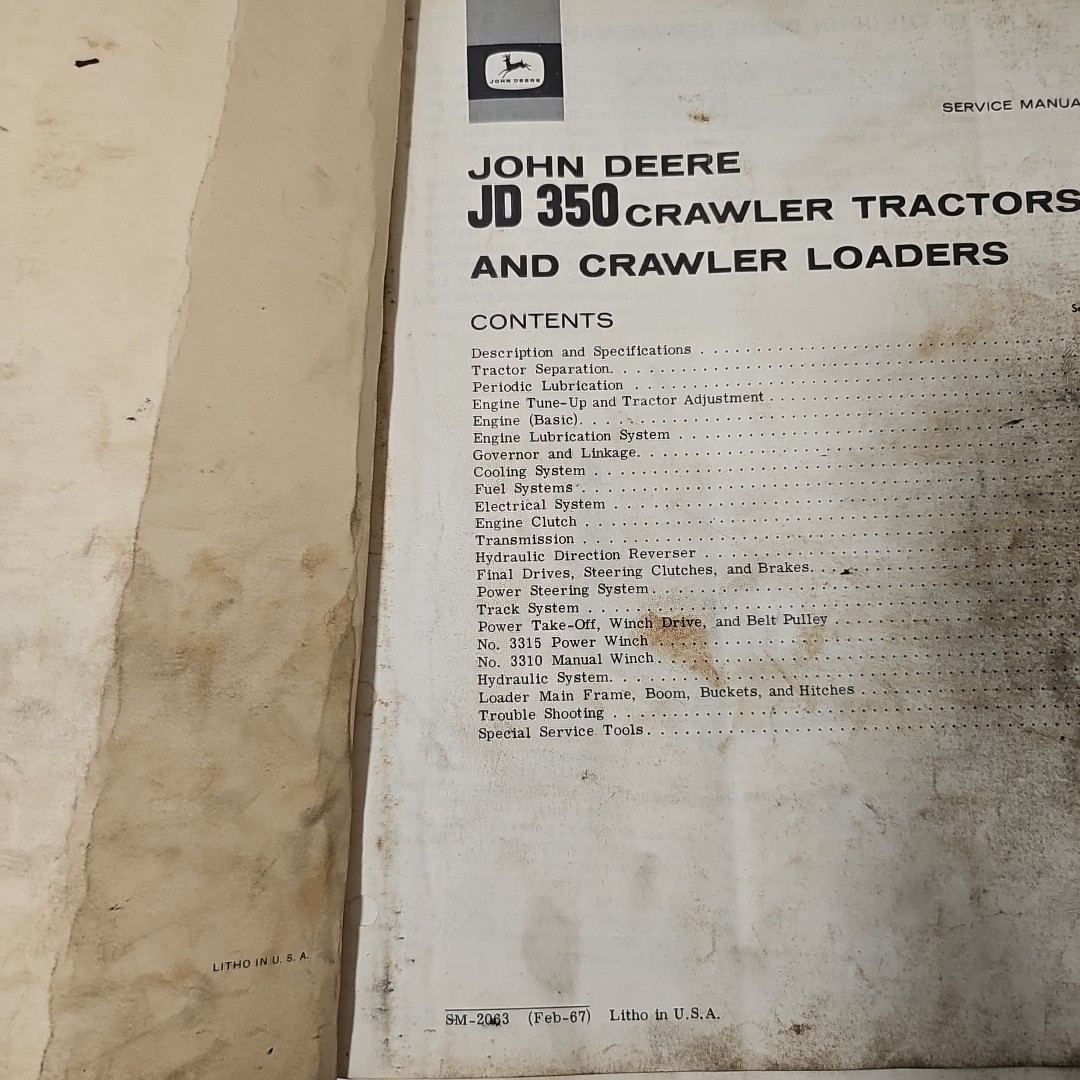 JOHN DEERE
SERVICE MANUA
JOHN DEERE
JD 350 CRAWLER TRACTORS
AND CRAWLER LOADERS
CONTENTS
Description and Specifications
Tractor Separation.
Periodic Lubrication
Engine Tune-Up and Tractor Adjustment
Engine (Basic).
Engine Lubrication System
Governor and Linkage.
Cooling System
Fuel Systems
Electrical System
Engine Clutch
Transmission
Hydraulic Direction Reverser
Final Drives, Steering Clutches, and Brakes.
Power Steering System.
Track System
Power Take-Off, Winch Drive, and Belt Pulley
No. 3315 Power Winch
No. 3310 Manual Winch.
Hydraulic System.
Loader Main Frame, Boom, Buckets, and Hitches
Trouble Shooting
Special Service Tools.
LITHO IN U. S. A.
SM-2063 (Feb-67) Litho in U.S.A.